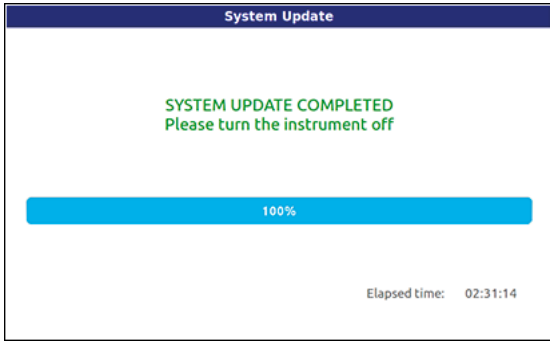 System Update
SYSTEM UPDATE COMPLETED
Please turn the instrument off
100%
Elapsed time: 02:31:14